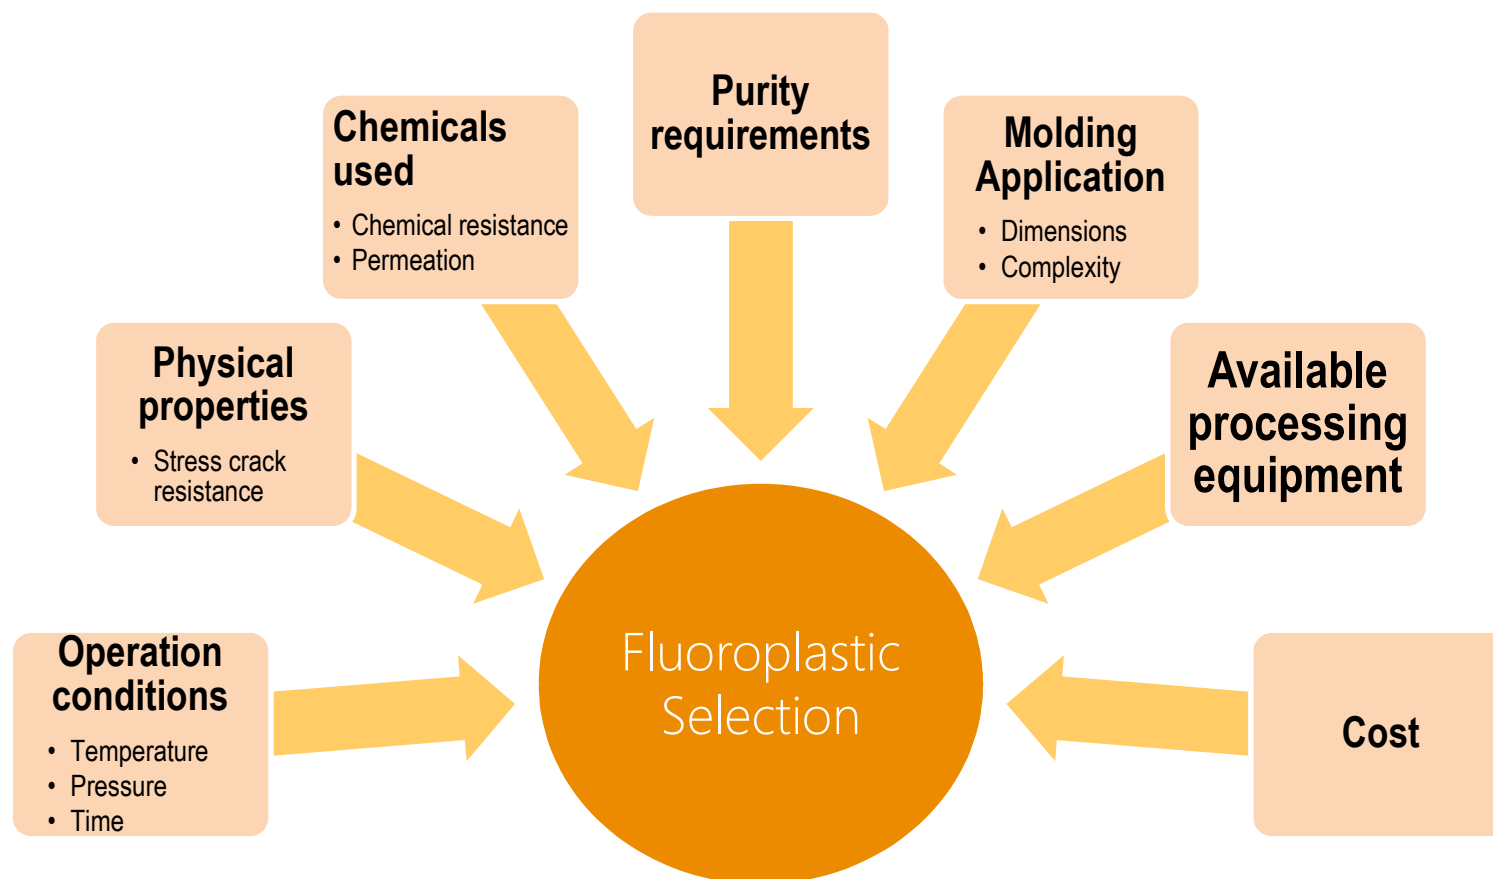 Purity
requirements
Chemicals
used
• Chemical resistance
• Permeation
Molding
Application
• Dimensions
• Complexity
Physical
properties
• Stress crack
resistance
Available
processing
equipment
Operation
conditions
• Temperature
• Pressure
• Time
Fluoroplastic
Selection
Cost